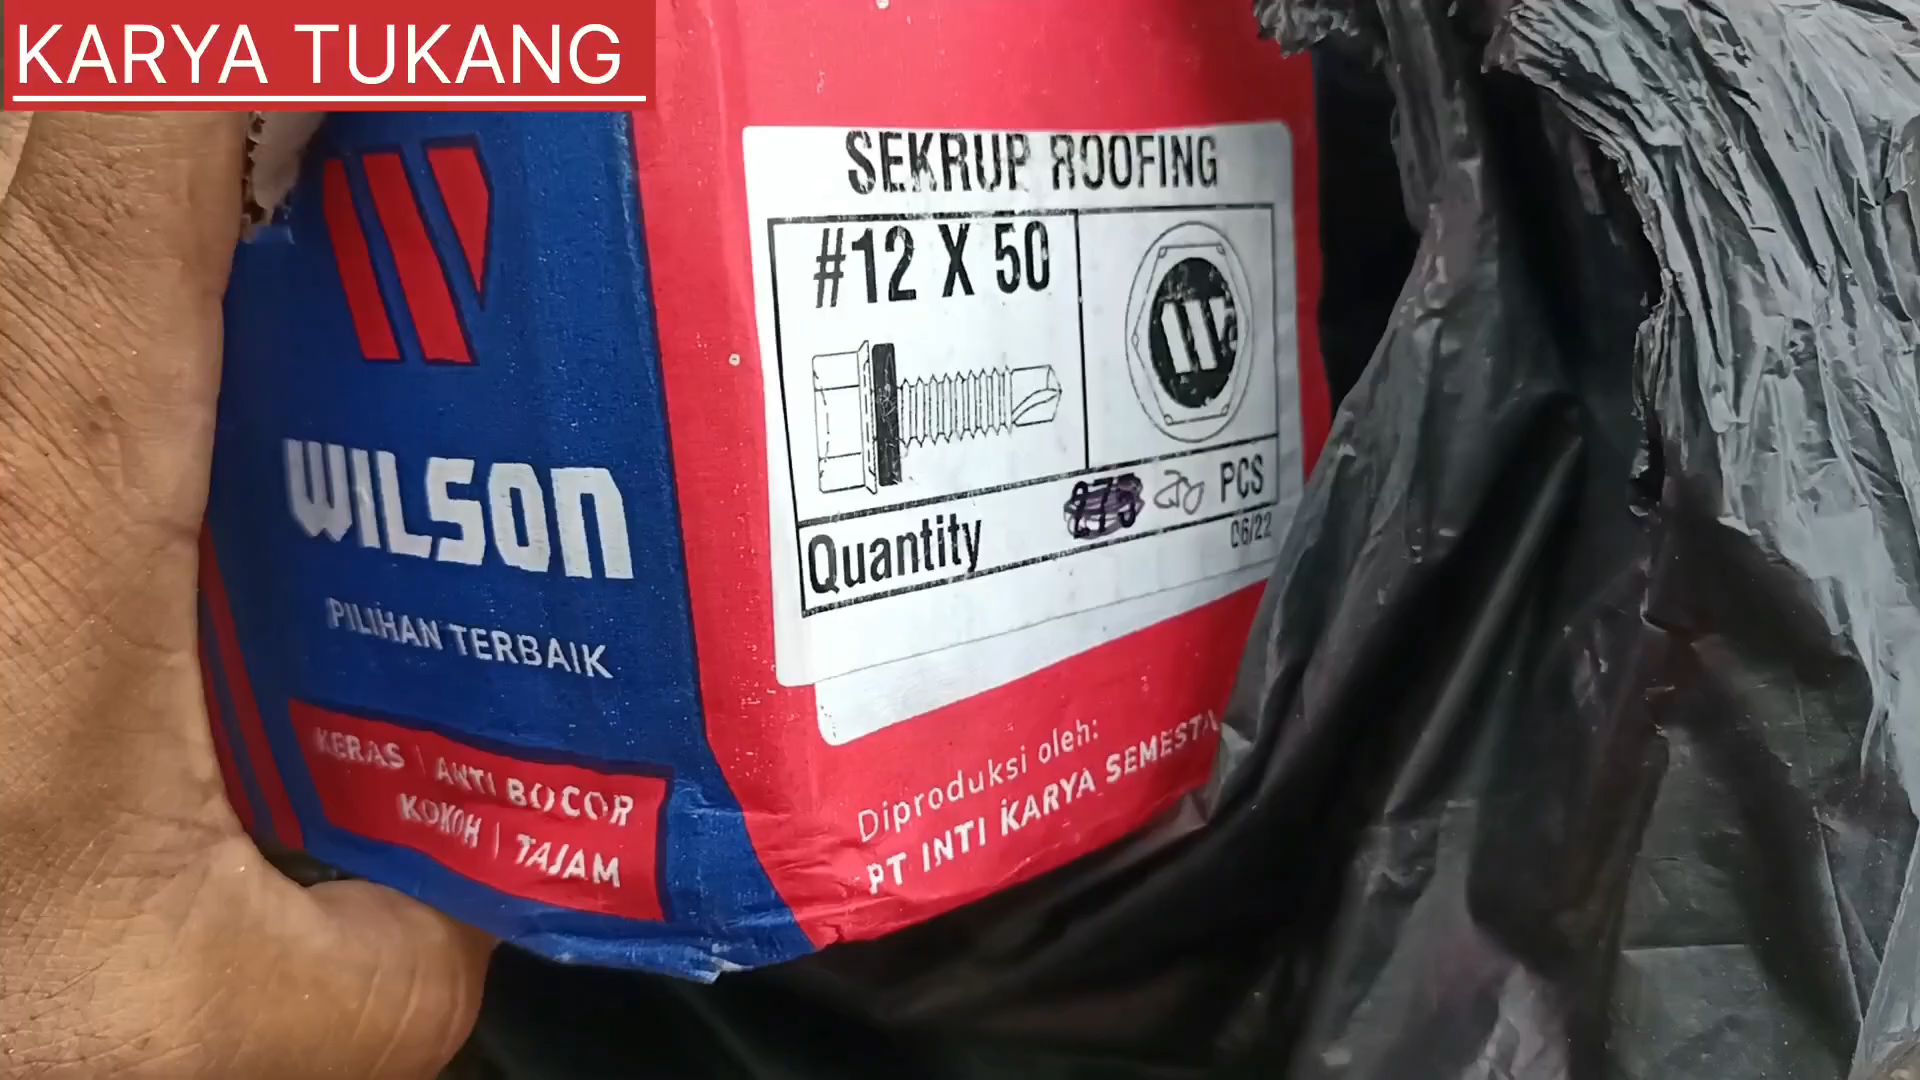 KARYA TUKANG
SEKRUP ROOFING
#12 X 50
WILSON
PILIHAN TERBAIK
KERAS | ANTI BOCOR
KOKOH | TAJAM
Quantity PCS
06/22
Diproduksi oleh:
PT INTI KARYA SEMESTA